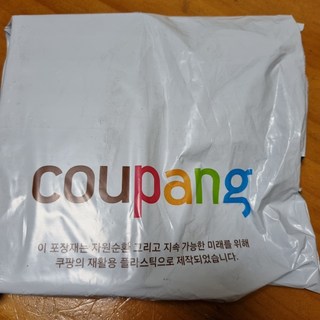 coupang
이 포장재는 자원순환 그리고 지속 가능한 미래를 위해
쿠팡의 재활용 플라스틱으로 제작되었습니다.